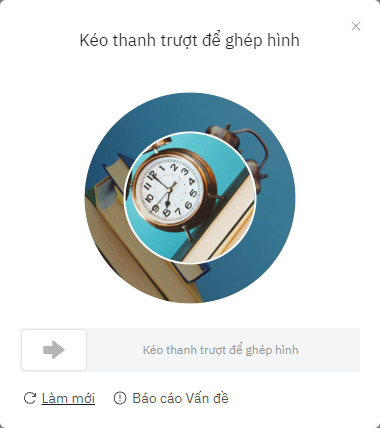 Kéo thanh trượt để ghép hình
Kéo thanh trượt để ghép hình
Làm mới
Báo cáo Vấn đề